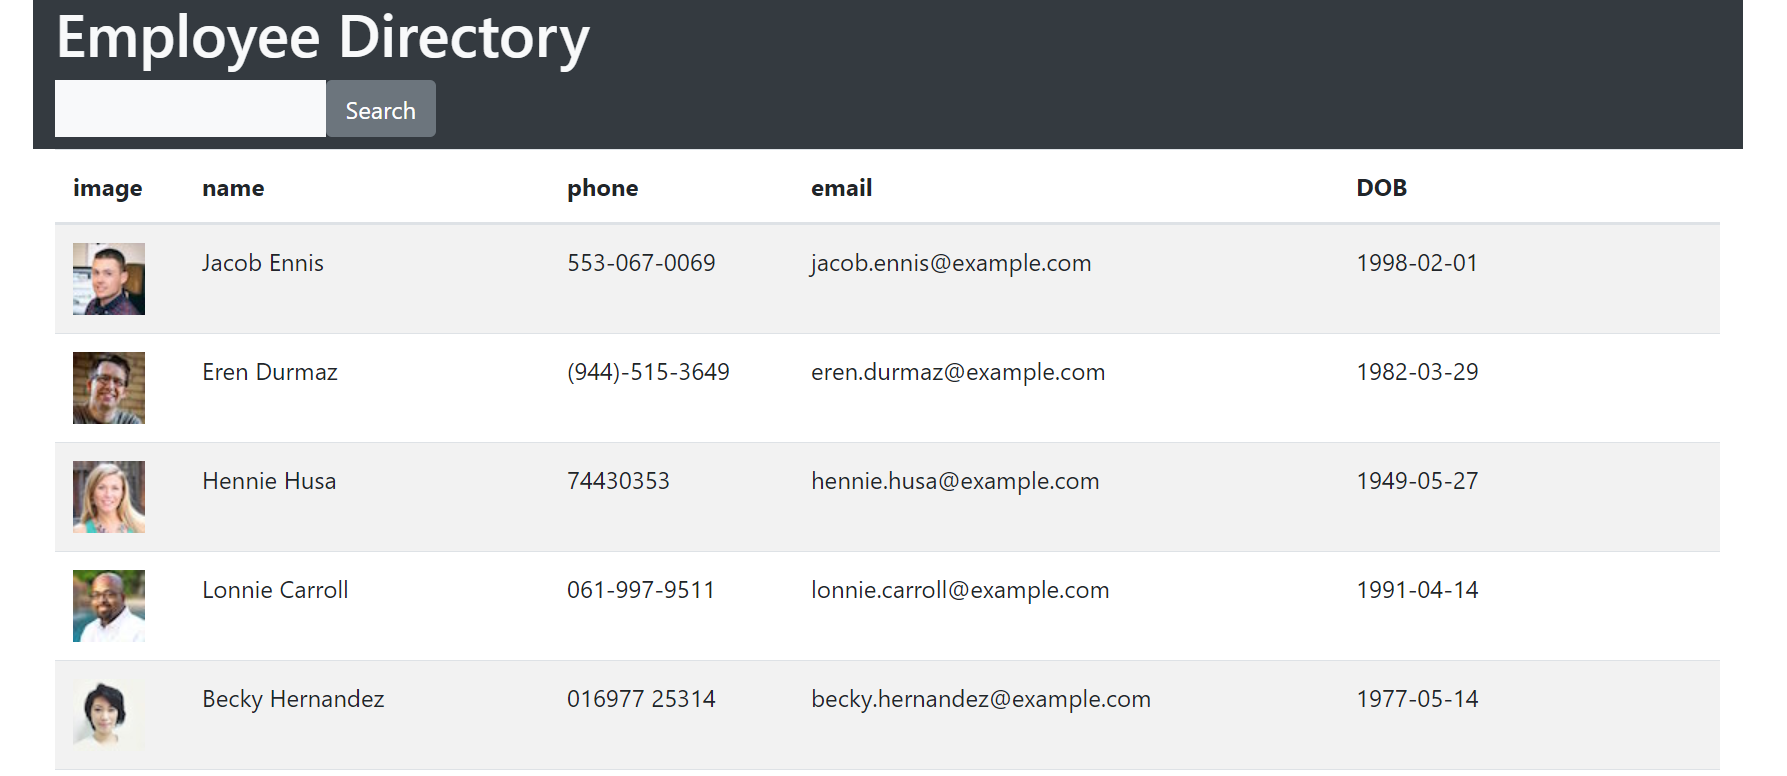 Employee Directory
Search
image name phone email DOB
Jacob Ennis 553-067-0069 jacob.ennis@example.com 1998-02-01
Eren Durmaz (944)-515-3649 eren.durmaz@example.com 1982-03-29
Hennie Husa 74430353 hennie.husa@example.com 1949-05-27
Lonnie Carroll 061-997-9511 lonnie.carroll@example.com 1991-04-14
Becky Hernandez 016977 25314 becky.hernandez@example.com 1977-05-14